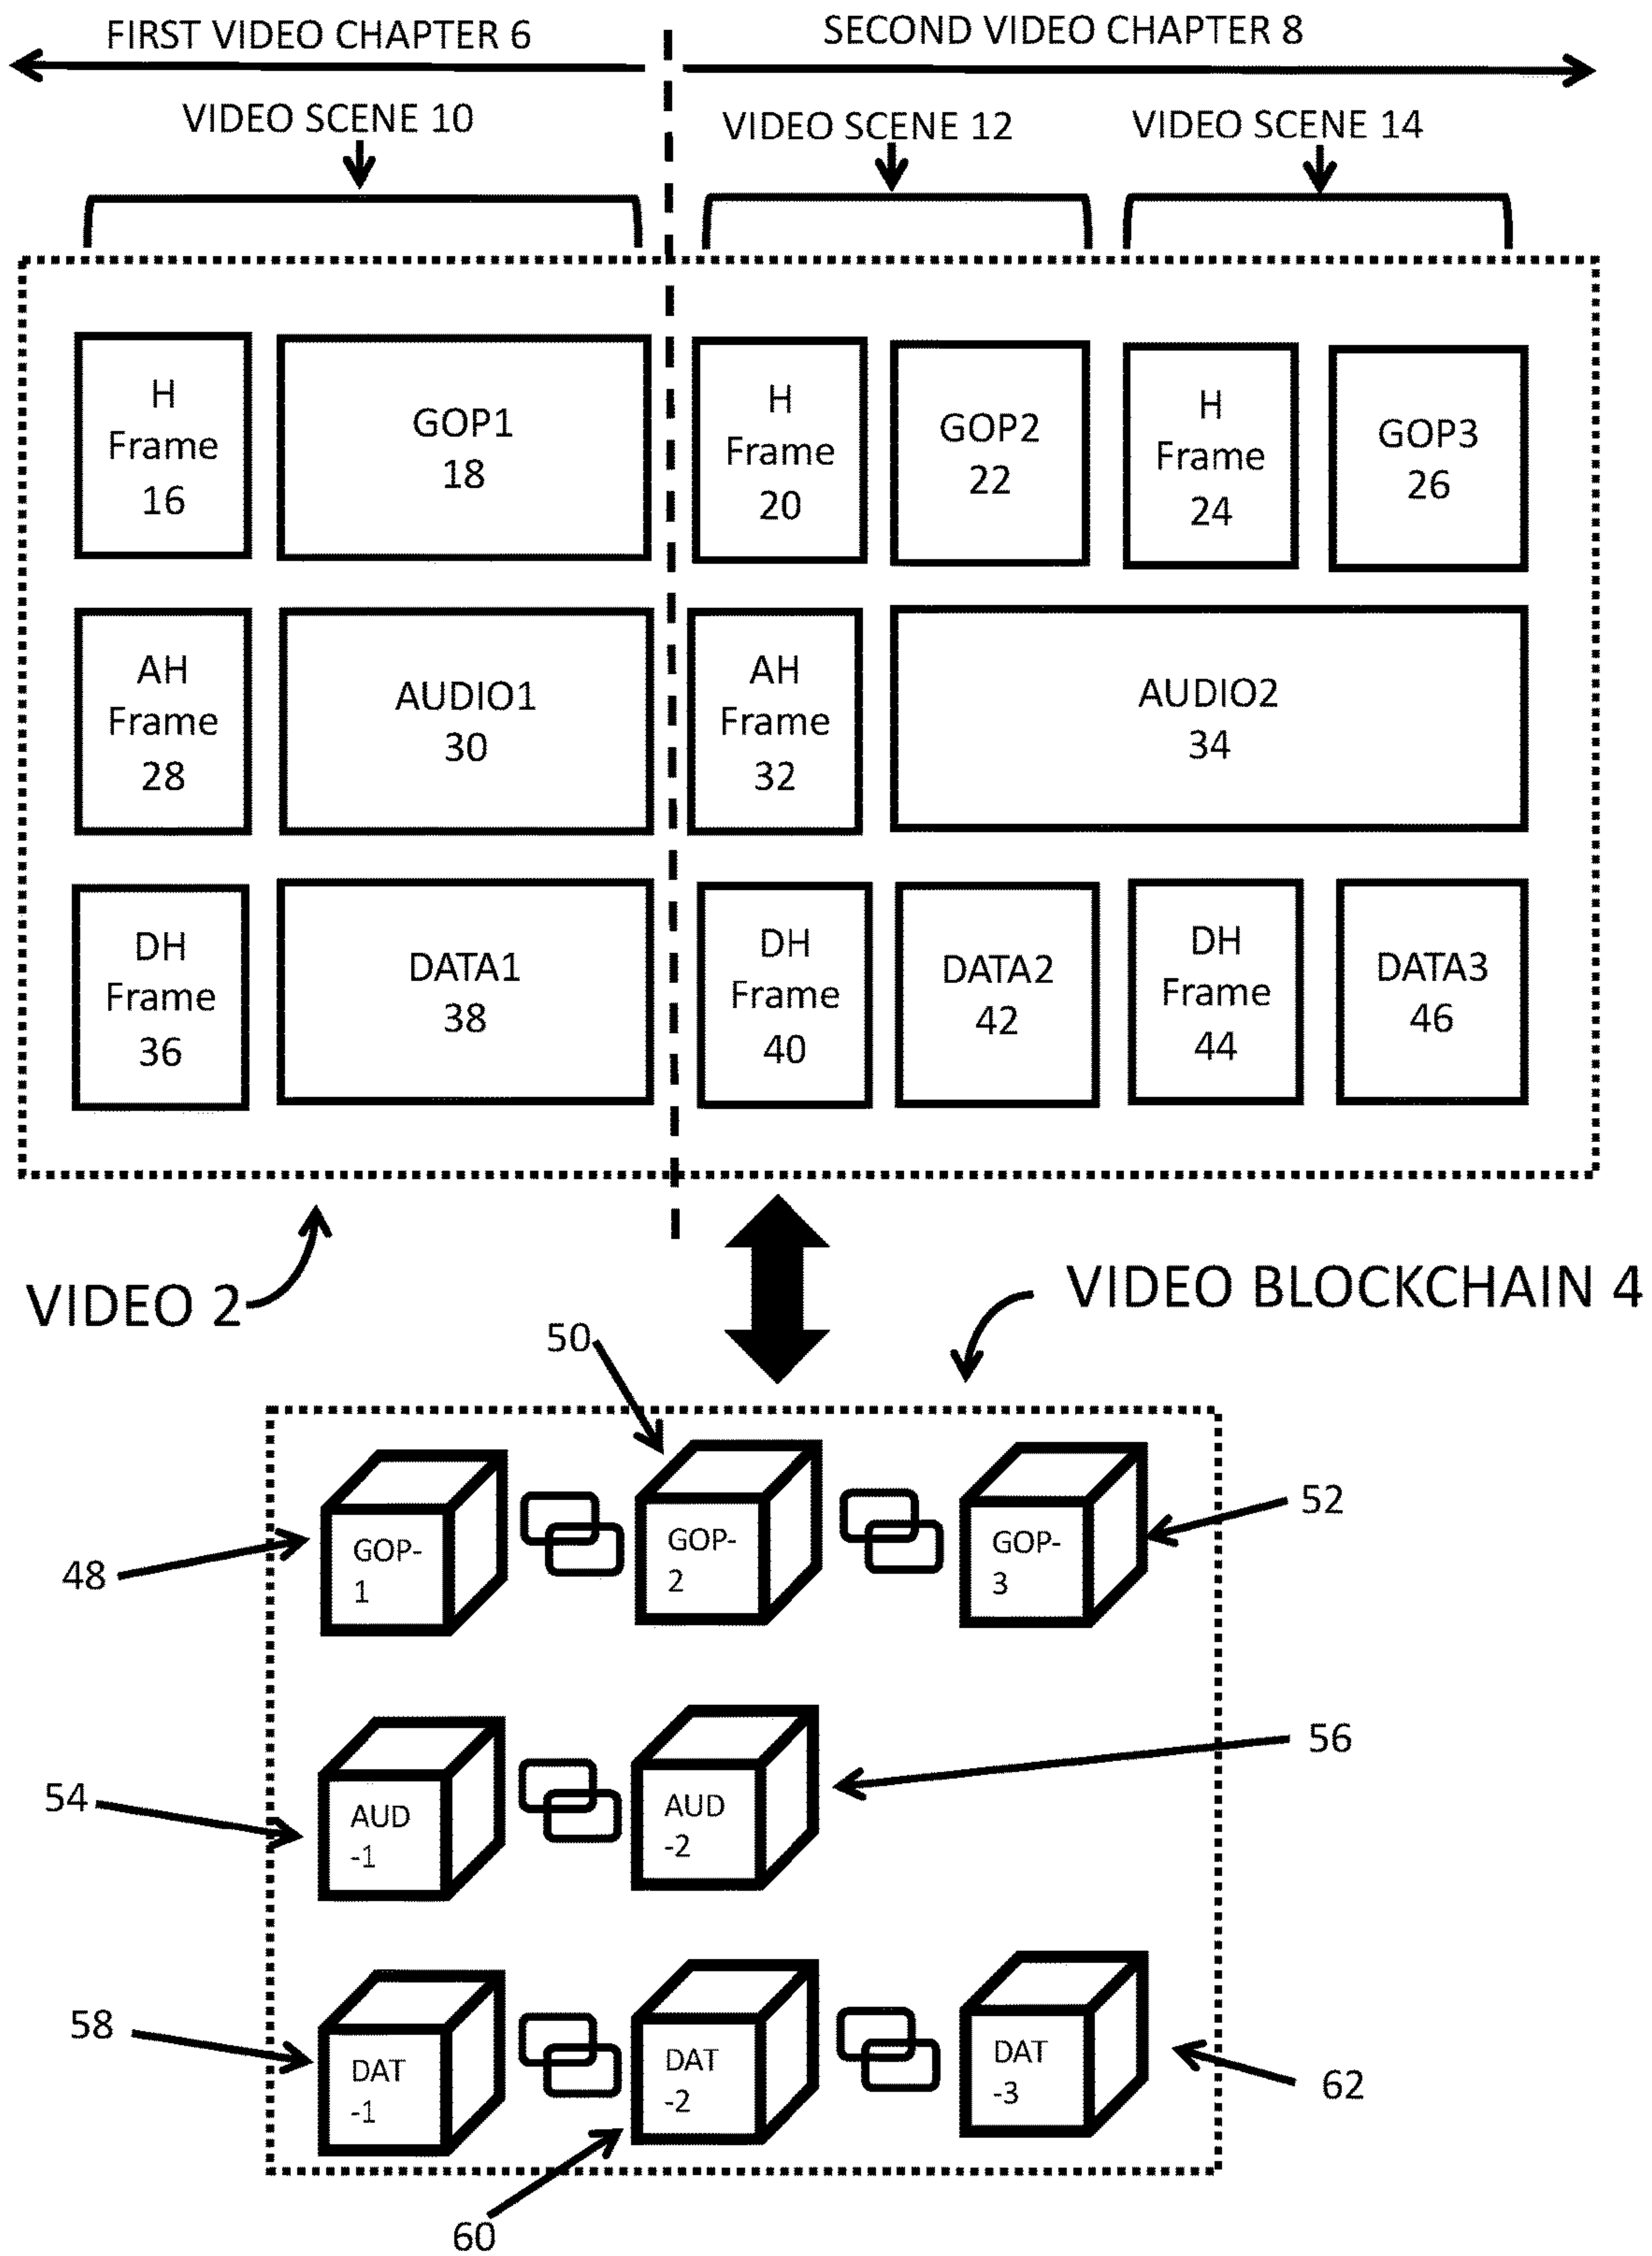 FIRST VIDEO CHAPTER 6
SECOND VIDEO CHAPTER 8
VIDEO SCENE 10
VIDEO SCENE 12
VIDEO SCENE 14
H
Frame
16
GOP1
18
H
Frame
20
GOP2
22
H
Frame
24
GOP3
26
AH
Frame
28
AUDIO1
30
AH
Frame
32
AUDIO2
34
DH
Frame
36
DATA1
38
DH
Frame
40
DATA2
42
DH
Frame
44
DATA3
46
VIDEO 2
VIDEO BLOCKCHAIN 4
50
48
GOP-
1
GOP-
2
GOP-
3
52
54
AUD
-1
AUD
-2
56
58
DAT
-1
DAT
-2
DAT
-3
62
60